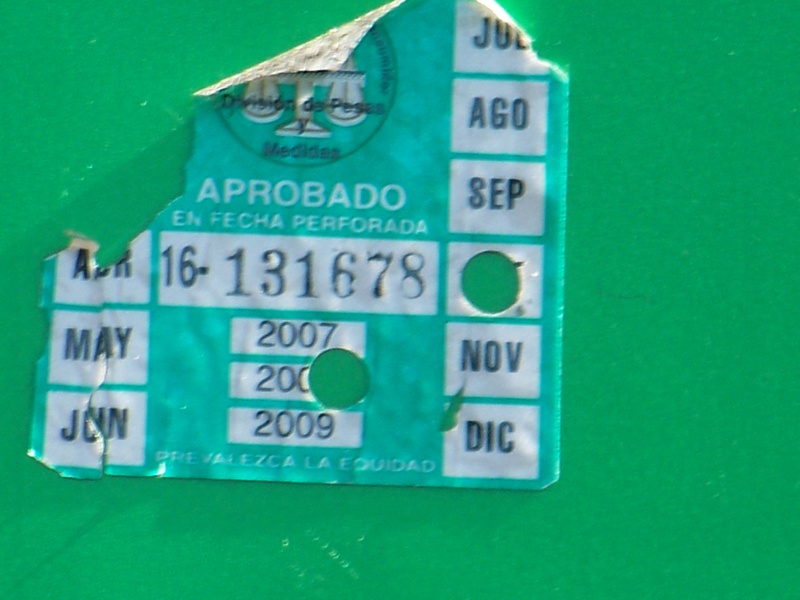 JUL
AGO
División de Pesas
y
Medidas
SEP
APROBADO
EN FECHA PERFORADA
ABR
16- 131678
MAY
2007
NOV
2009
JUN
DIC
PREVALEZCA LA EQUIDAD